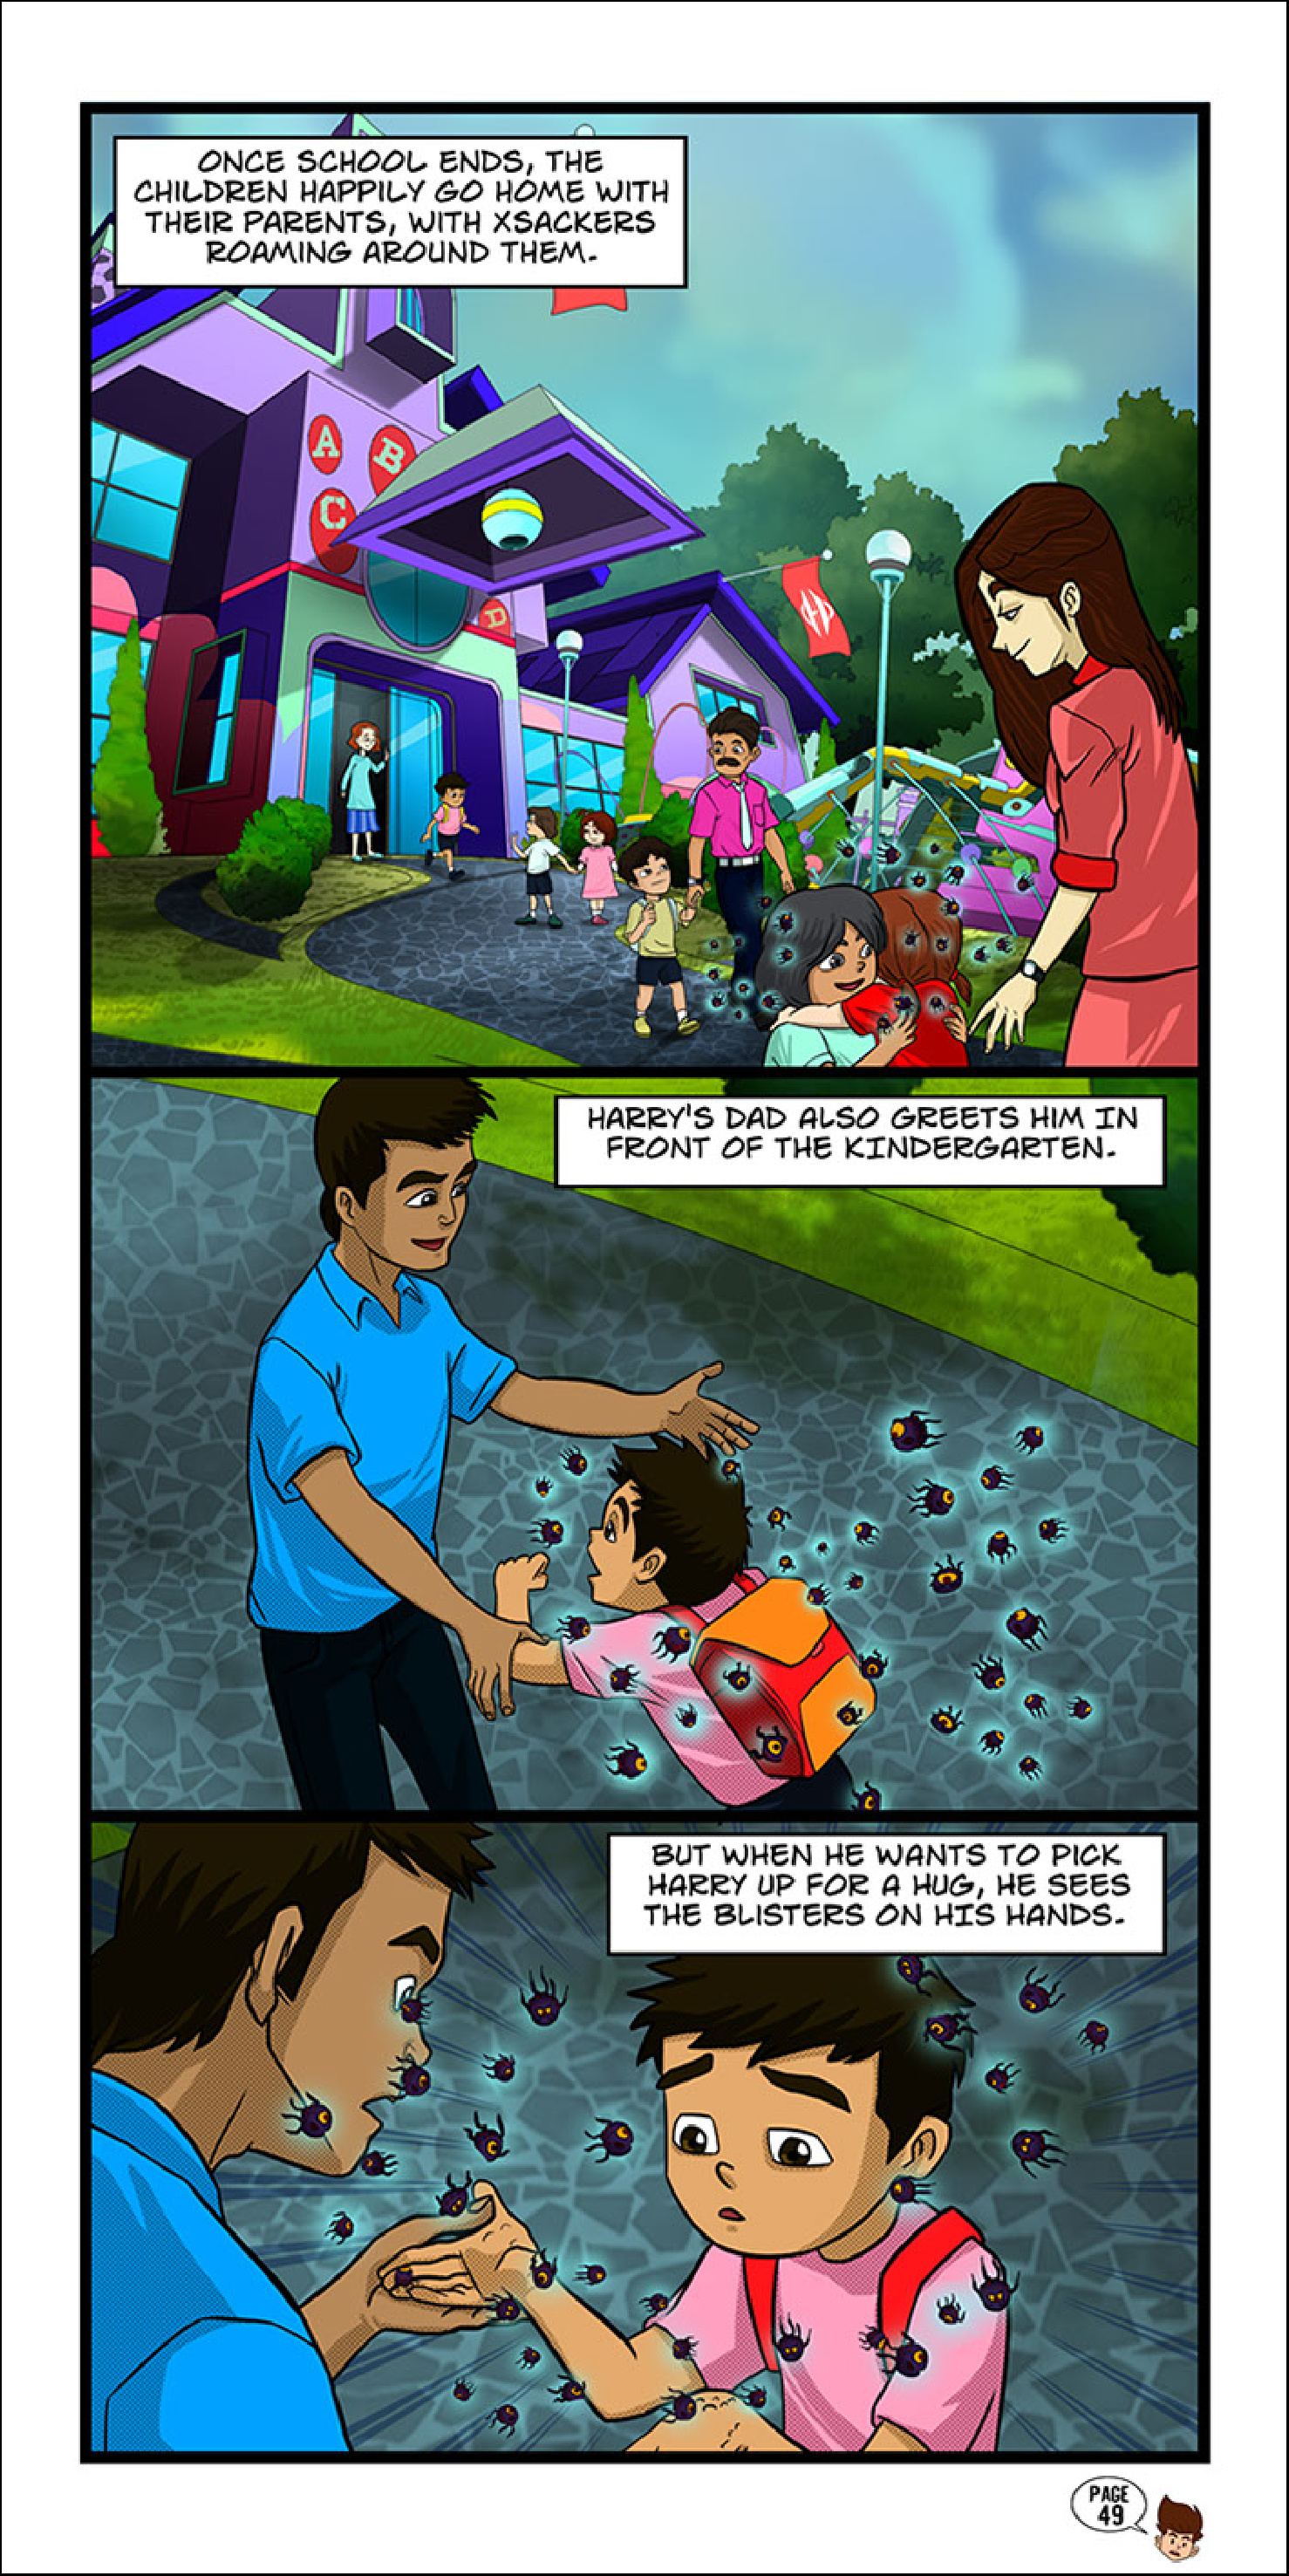 ONCE SCHOOL ENDS, THE
CHILDREN HAPPILY GO HOME WITH
THEIR PARENTS, WITH XSACKERS
ROAMING AROUND THEM.
A
B
C
D
HARRY'S DAD ALSO GREETS HIM IN
FRONT OF THE KINDERGARTEN.
BUT WHEN HE WANTS TO PICK
HARRY UP FOR A HUG, HE SEES
THE BLISTERS ON HIS HANDS.
PAGE
49